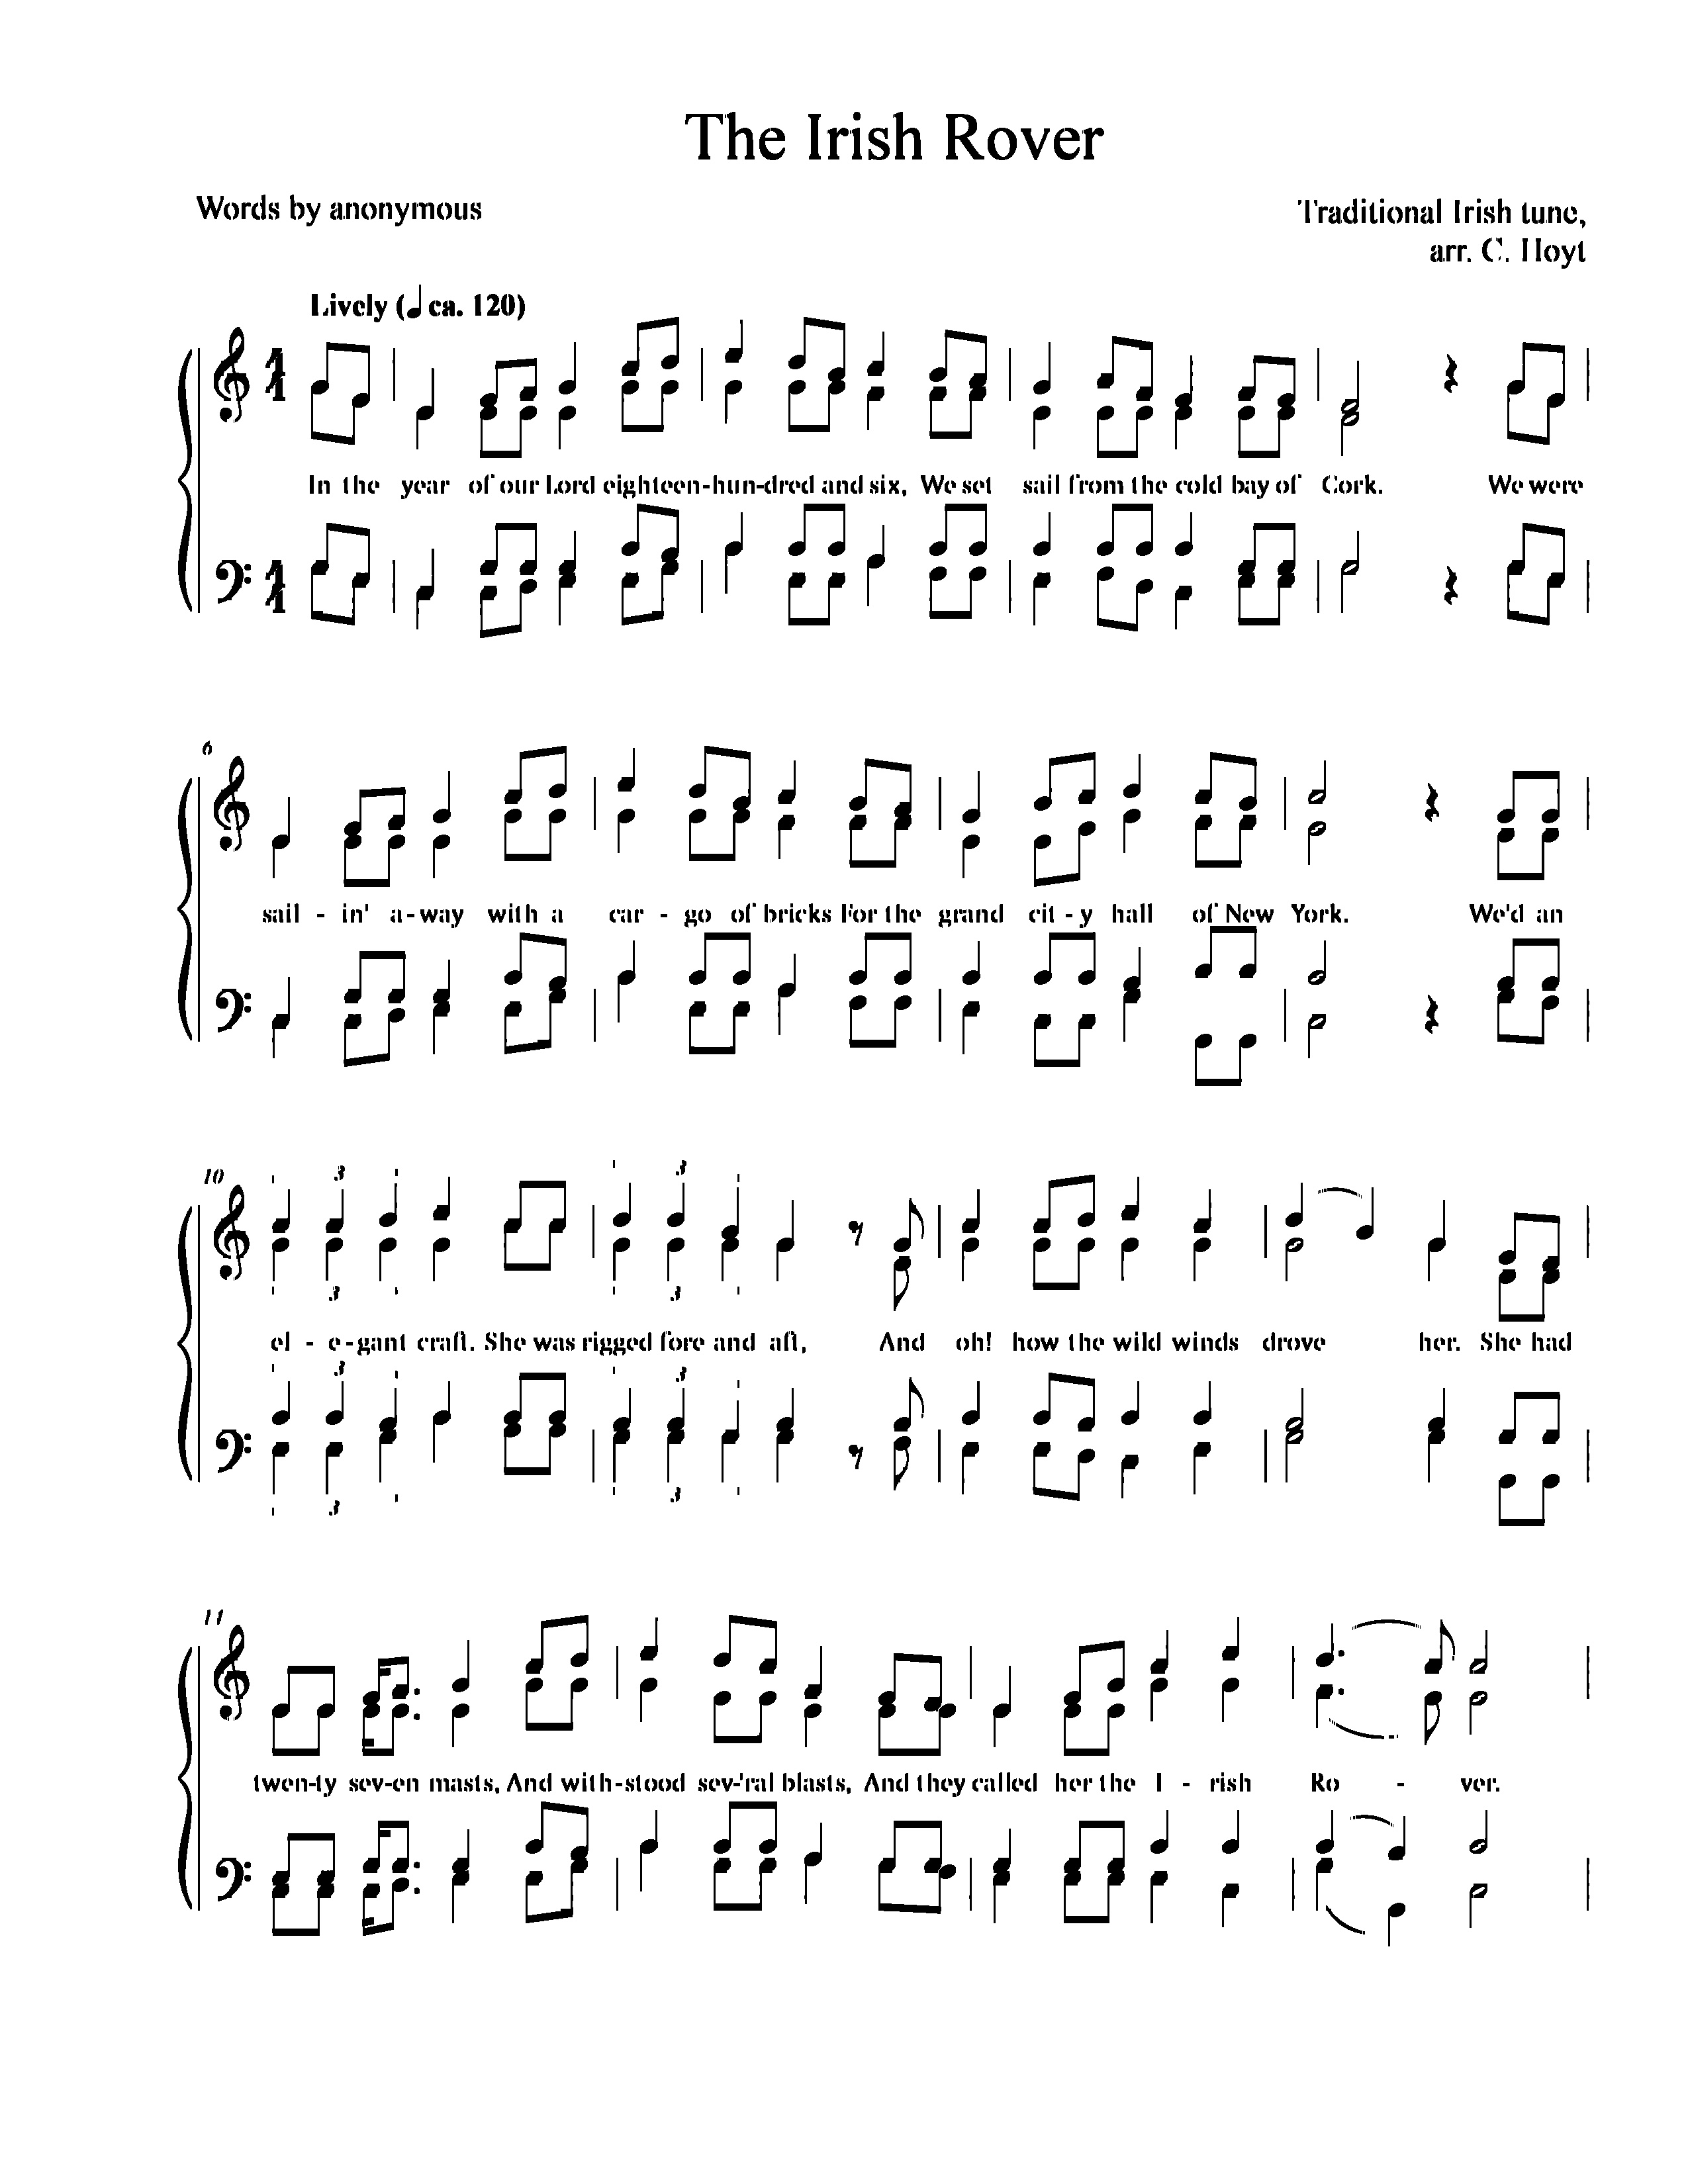 The Irish Rover
Words by anonymous
Traditional Irish tune,
arr. C. Hoyt
Lively (♩ ca. 120)
In the year of our Lord eighteen-hun-dred and six, We set sail from the cold bay of Cork. We were
6
sail - in' a-way with a car - go of bricks For the grand cit - y hall of New York. We'd an
10
3 3
el - e-gant craft. She was rigged fore and aft, And oh! how the wild winds drove her. She had
3 3
3 3
3 3
14
twen-ty sev-en masts, And with-stood sev-'ral blasts, And they called her the I - rish Ro - ver.